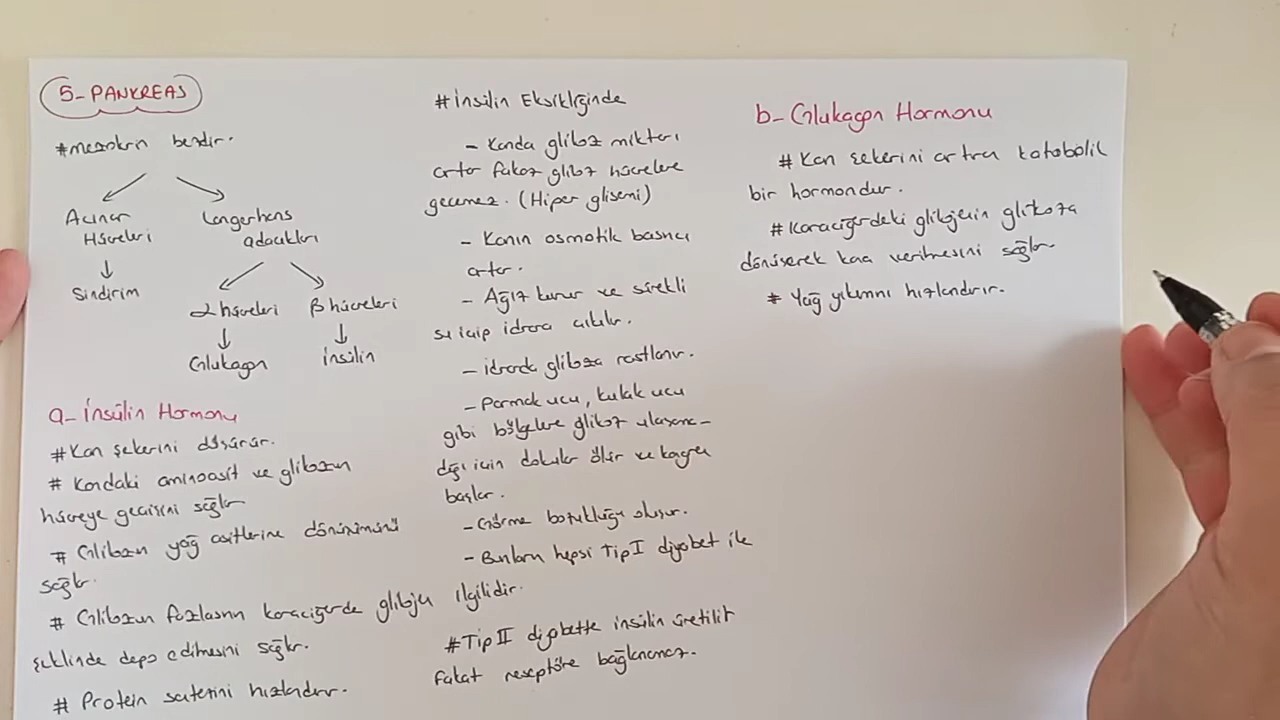 5- PANKREAS
# mezokrin bezdir.
Acınar
Hücreleri
Langerhans
adacıkları
Sindirim
α hücreleri
β hücreleri
Glukagon
İnsülin
a- İnsülin Hormonu
# Kan şekerini düşürür.
# Kandaki aminoasit ve glikozun
hücreye geçişini sağlar
# Glikozun yağ asitlerine dönüşümünü
sağlar.
# Glikozun fazlasının karaciğerde glikojen
şeklinde depo edilmesini sağlar.
# Protein sentezini hızlandırır.
# İnsülin Eksikliğinde
- Kanda glikoz miktarı
artar fakat glikoz hücrelere
geçemez. (Hiper glisemi)
- Kanın osmotik basıncı
artar.
- Ağız kurur ve sürekli
su içip idrara çıkılır.
- idrarda glikoza rastlanır.
- Parmak ucu, kulak ucu
gibi bölgelere glikoz ulaşama-
dığı için dokular ölür ve kangren
başlar.
- Görme bozukluğu oluşur.
- Bunların hepsi Tip I diyabet ile
ilgilidir.
# Tip II diyabette insülin üretilir
fakat reseptöre bağlanamaz.
b- Glukagon Hormonu
# Kan şekerini artıran katabolik
bir hormondur.
# Karaciğerdeki glikojenin glikoza
dönüşerek kana verilmesini sağlar.
* Yağ yıkımını hızlandırır.